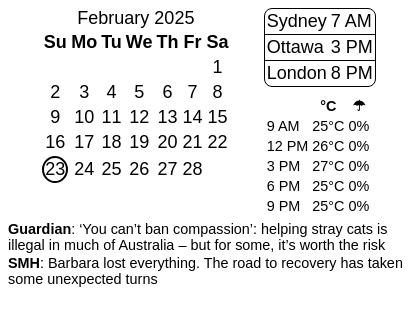 February 2025
Su Mo Tu We Th Fr Sa
1
2 3 4 5 6 7 8
9 10 11 12 13 14 15
16 17 18 19 20 21 22
23 24 25 26 27 28
Sydney 7 AM
Ottawa 3 PM
London 8 PM
°C ☂
9 AM 25°C 0%
12 PM 26°C 0%
3 PM 27°C 0%
6 PM 25°C 0%
9 PM 25°C 0%
Guardian: ‘You can’t ban compassion’: helping stray cats is
illegal in much of Australia – but for some, it’s worth the risk
SMH: Barbara lost everything. The road to recovery has taken
some unexpected turns